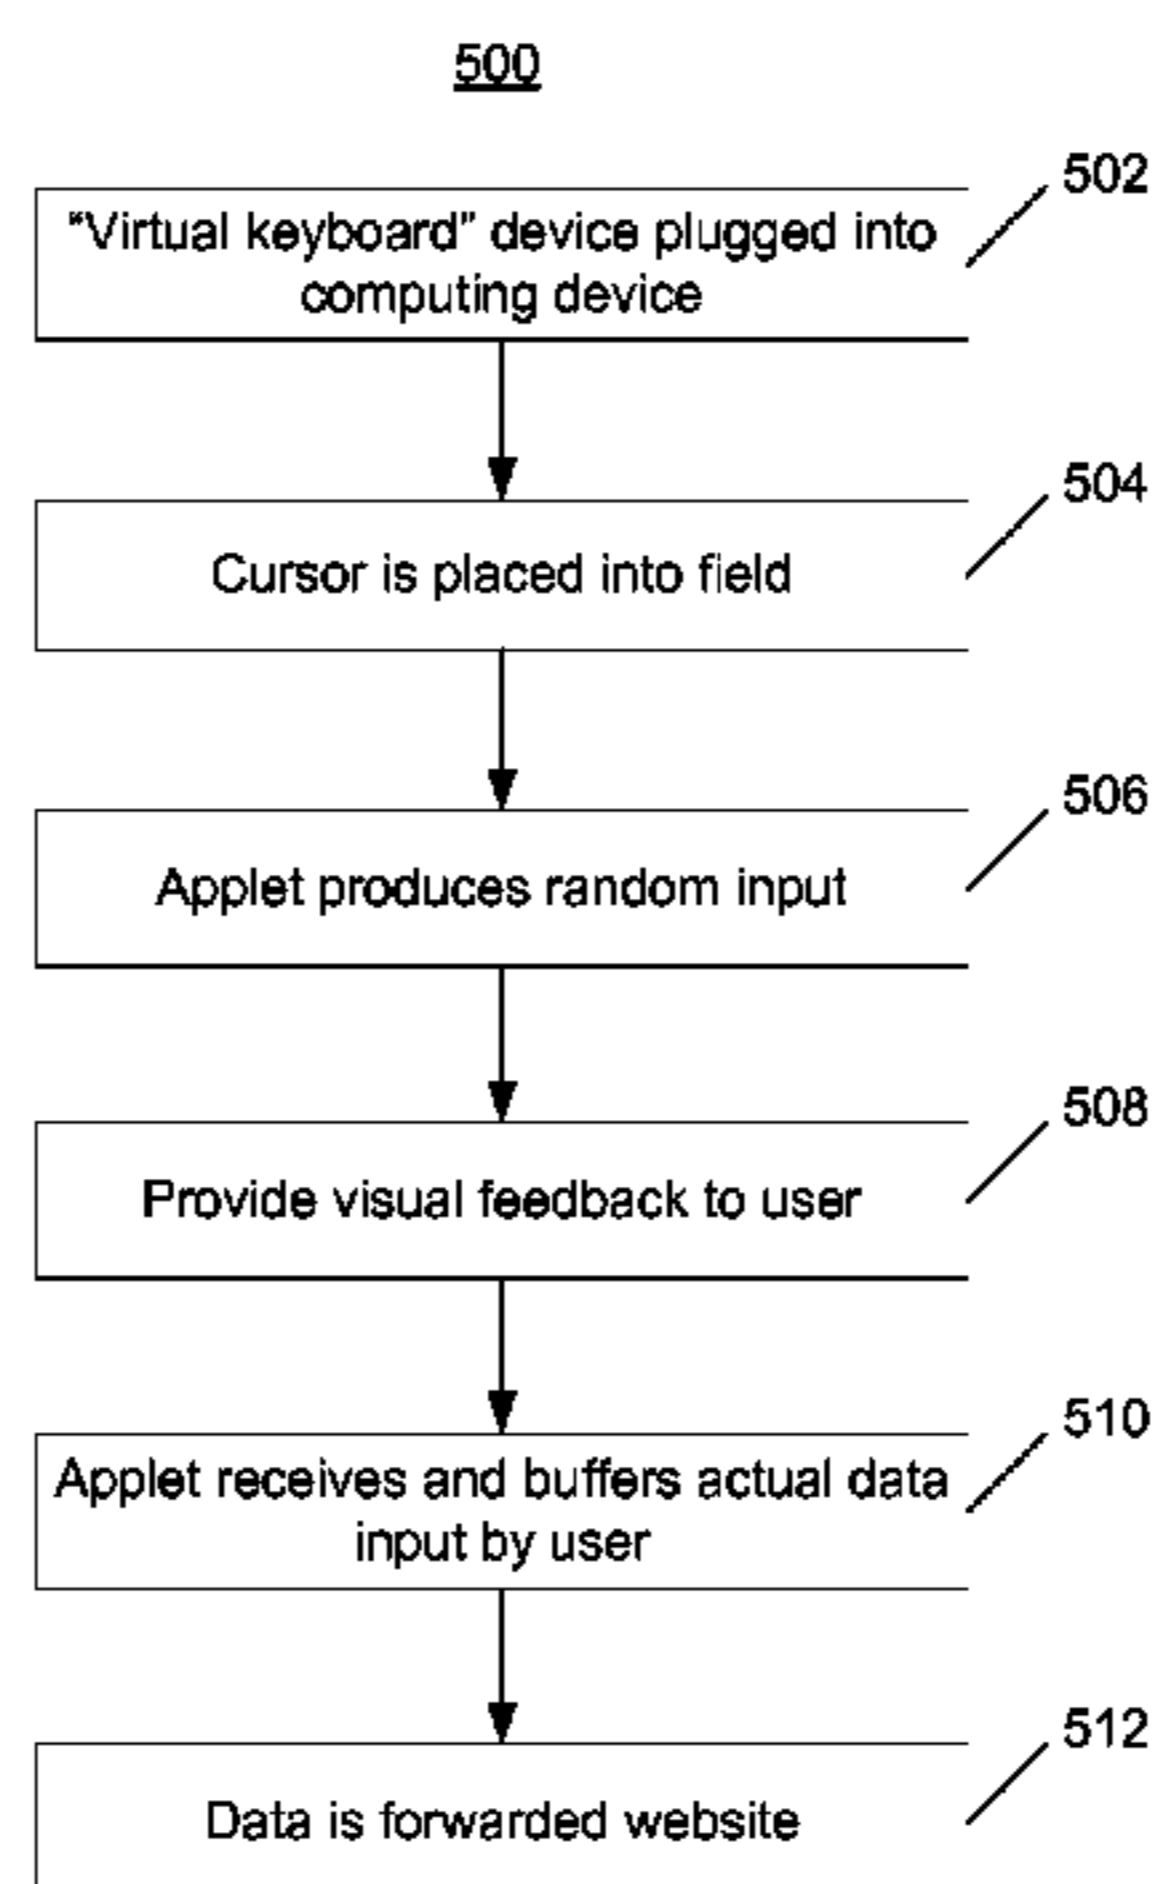 500
502
“Virtual keyboard” device plugged into
computing device
504
Cursor is placed into field
506
Applet produces random input
508
Provide visual feedback to user
510
Applet receives and buffers actual data
input by user
512
Data is forwarded website